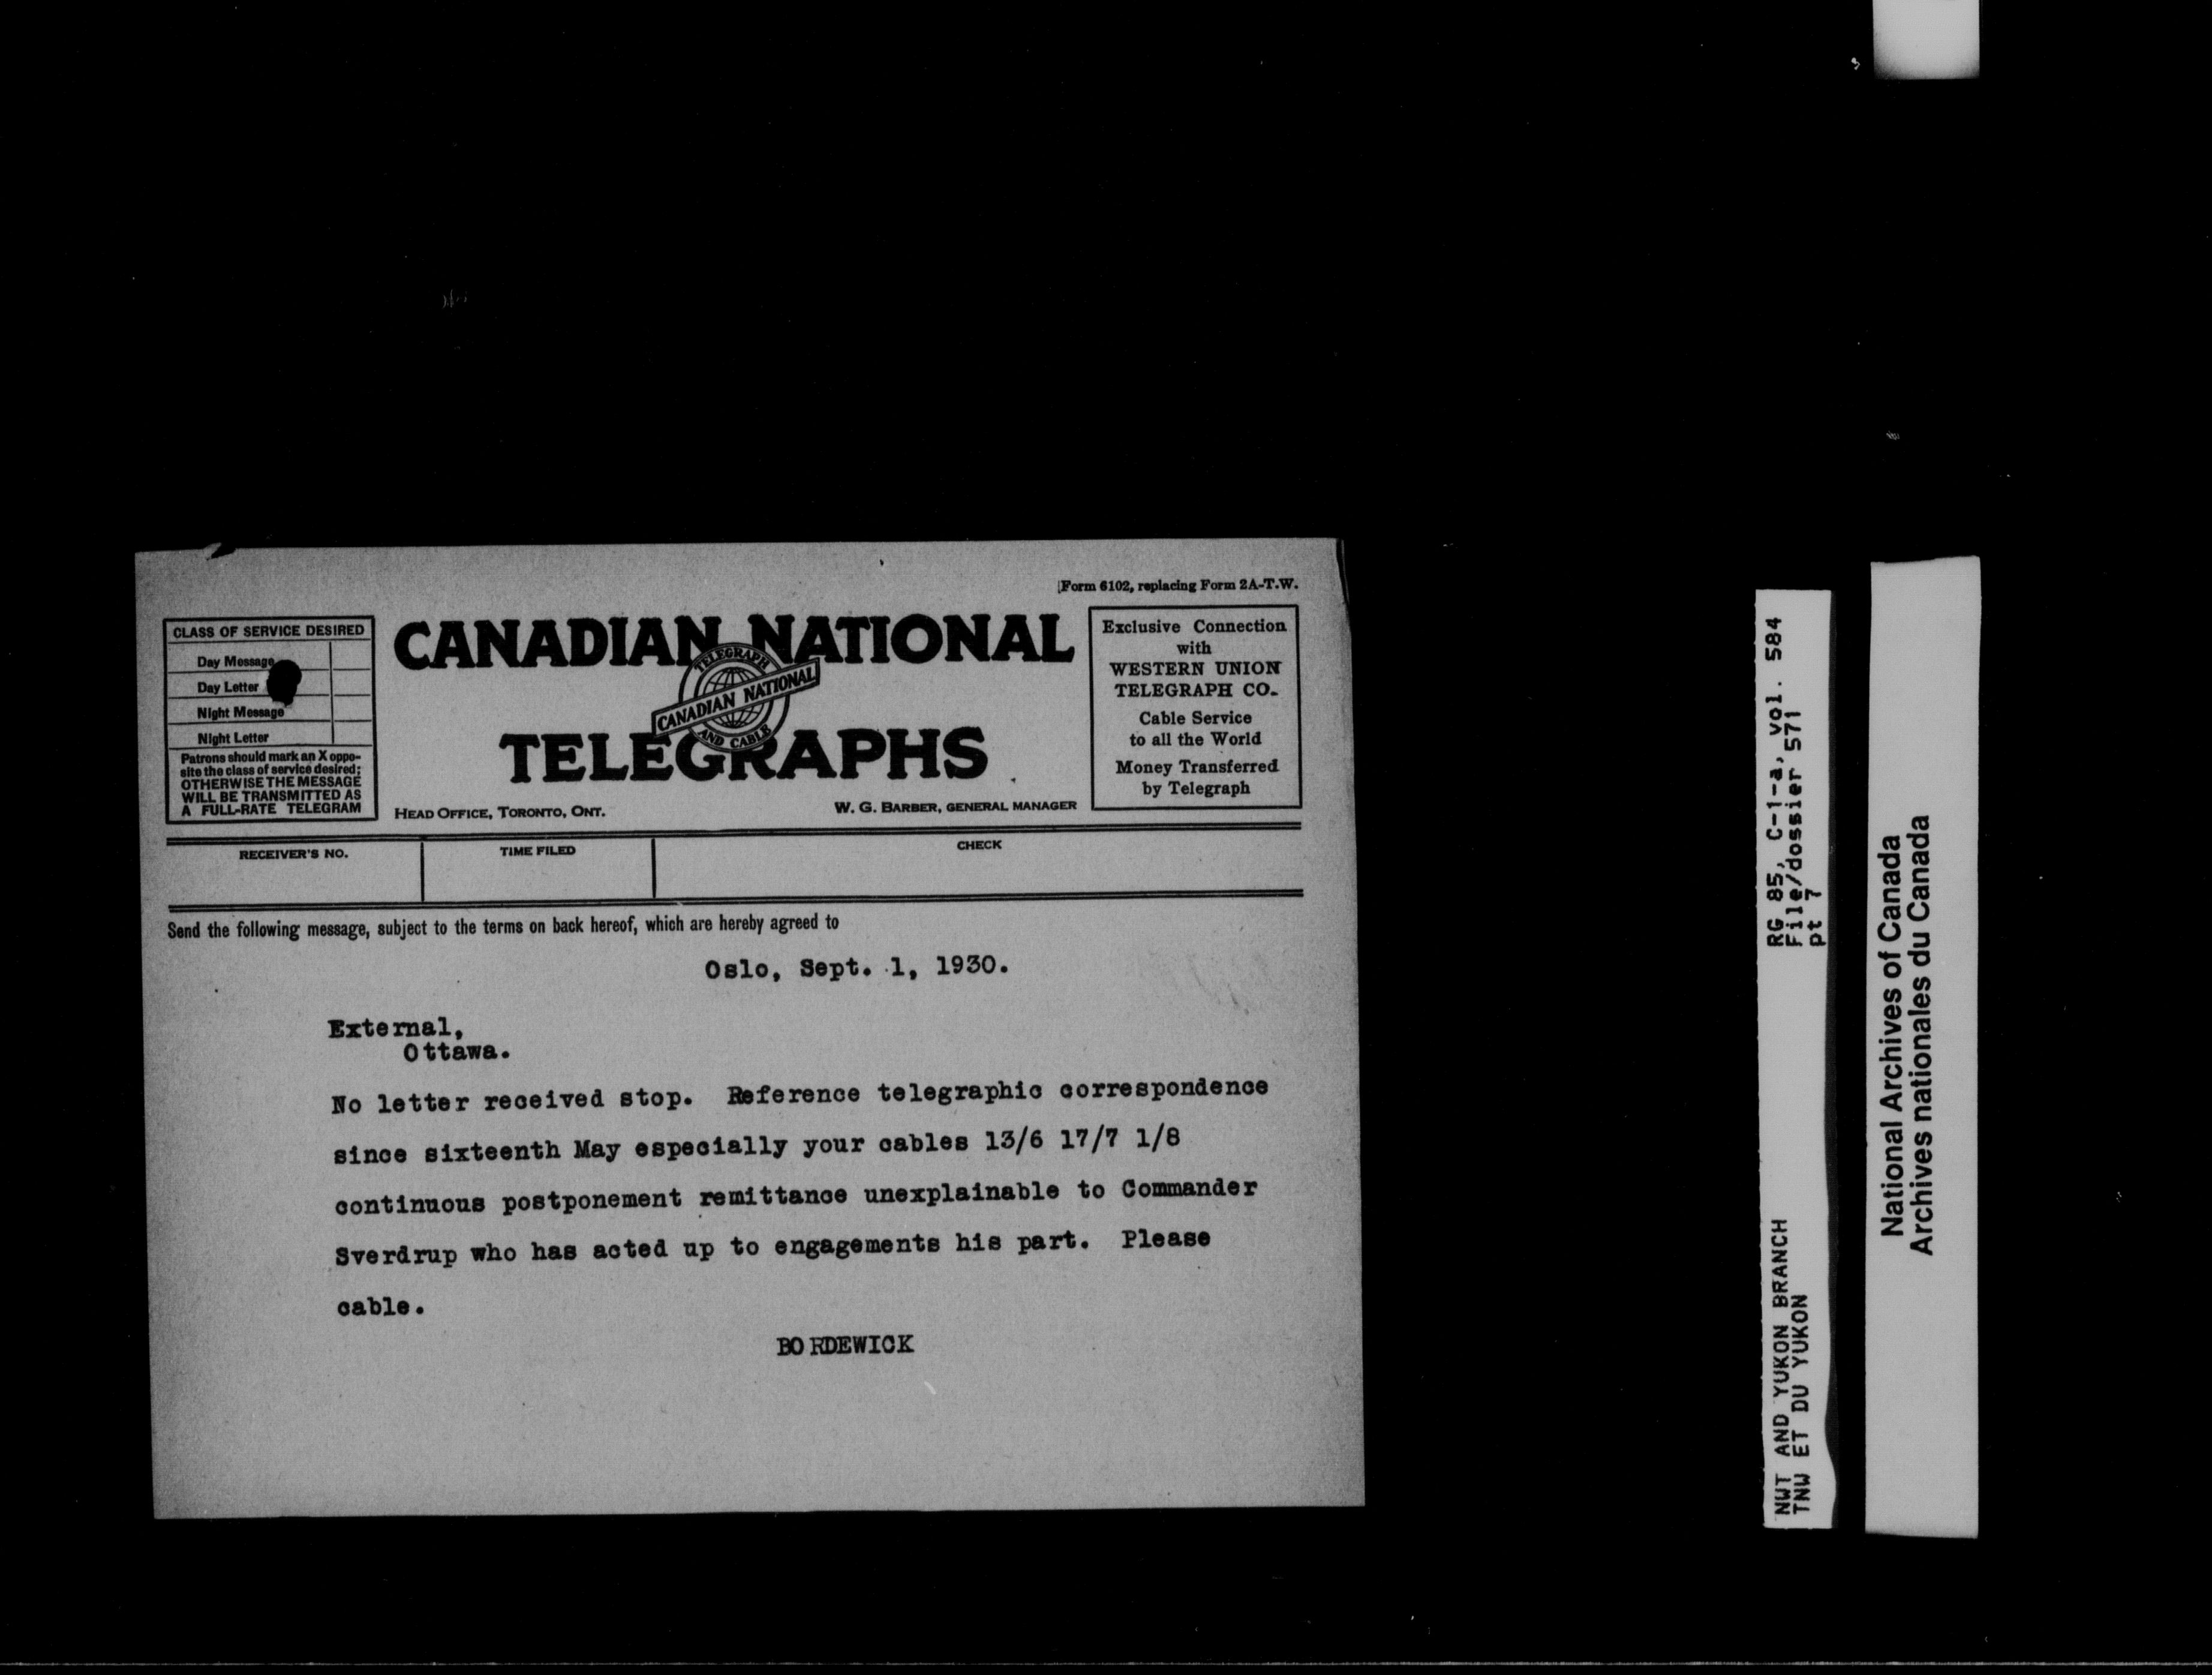 Form 6102, replacing Form 2A-T.W.
CLASS OF SERVICE DESIRED
Day Message
Day Letter
Night Message
Night Letter
Patrons should mark an X oppo-
site the class of service desired;
OTHERWISE THE MESSAGE
WILL BE TRANSMITTED AS
A FULL-RATE TELEGRAM
CANADIAN NATIONAL
TELEGRAPH
CANADIAN NATIONAL
AND CABLE
TELEGRAPHS
HEAD OFFICE, TORONTO, ONT.
W. G. BARBER, GENERAL MANAGER
Exclusive Connection
with
WESTERN UNION
TELEGRAPH CO.
Cable Service
to all the World
Money Transferred
by Telegraph
RECEIVER'S NO.
TIME FILED
CHECK
Send the following message, subject to the terms on back hereof, which are hereby agreed to
Oslo, Sept. 1, 1930.
External,
Ottawa.
No letter received stop. Reference telegraphic correspondence
since sixteenth May especially your cables 13/6 17/7 1/8
continuous postponement remittance unexplainable to Commander
Sverdrup who has acted up to engagements his part. Please
cable.
BORDEWICK
RG 85, C-1-a, vol. 584
File/dossier 571
pt 7
NWT AND YUKON BRANCH
TNW ET DU YUKON
National Archives of Canada
Archives nationales du Canada